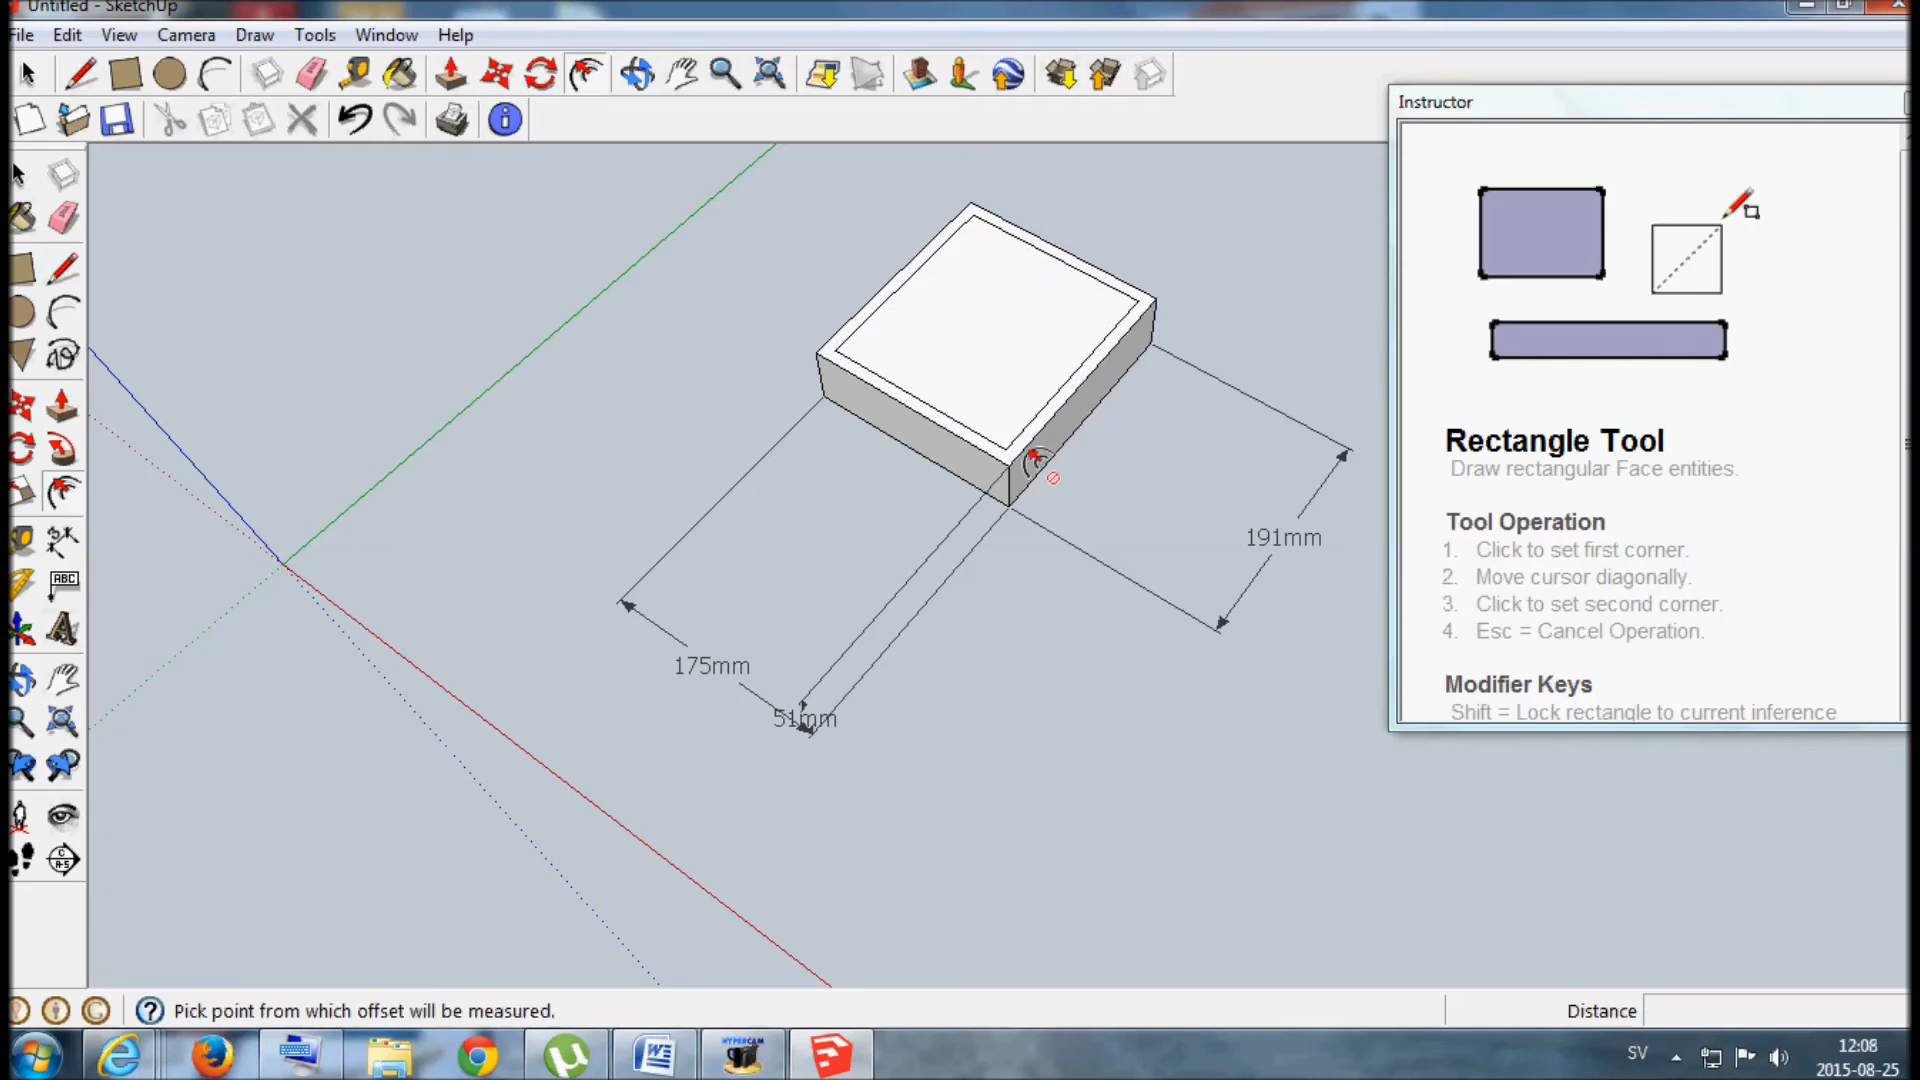 Untitled - SketchUp
File Edit View Camera Draw Tools Window Help
Instructor
Rectangle Tool
Draw rectangular Face entities.
Tool Operation
1. Click to set first corner.
2. Move cursor diagonally.
3. Click to set second corner.
4. Esc = Cancel Operation.
Modifier Keys
Shift = Lock rectangle to current inference
191mm
175mm
51mm
ABC
Pick point from which offset will be measured.
Distance
HYPERCAM
SV
12:08
2015-08-25